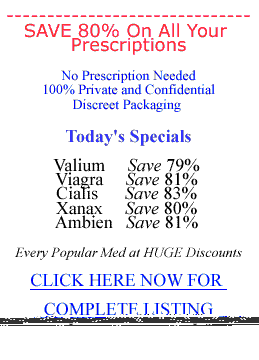 SAVE 80% On All Your
Prescriptions
No Prescription Needed
100% Private and Confidential
Discreet Packaging
Today's Specials
Valium Save 79%
Viagra Save 81%
Cialis Save 83%
Xanax Save 80%
Ambien Save 81%
Every Popular Med at HUGE Discounts
CLICK HERE NOW FOR
COMPLETE LISTING